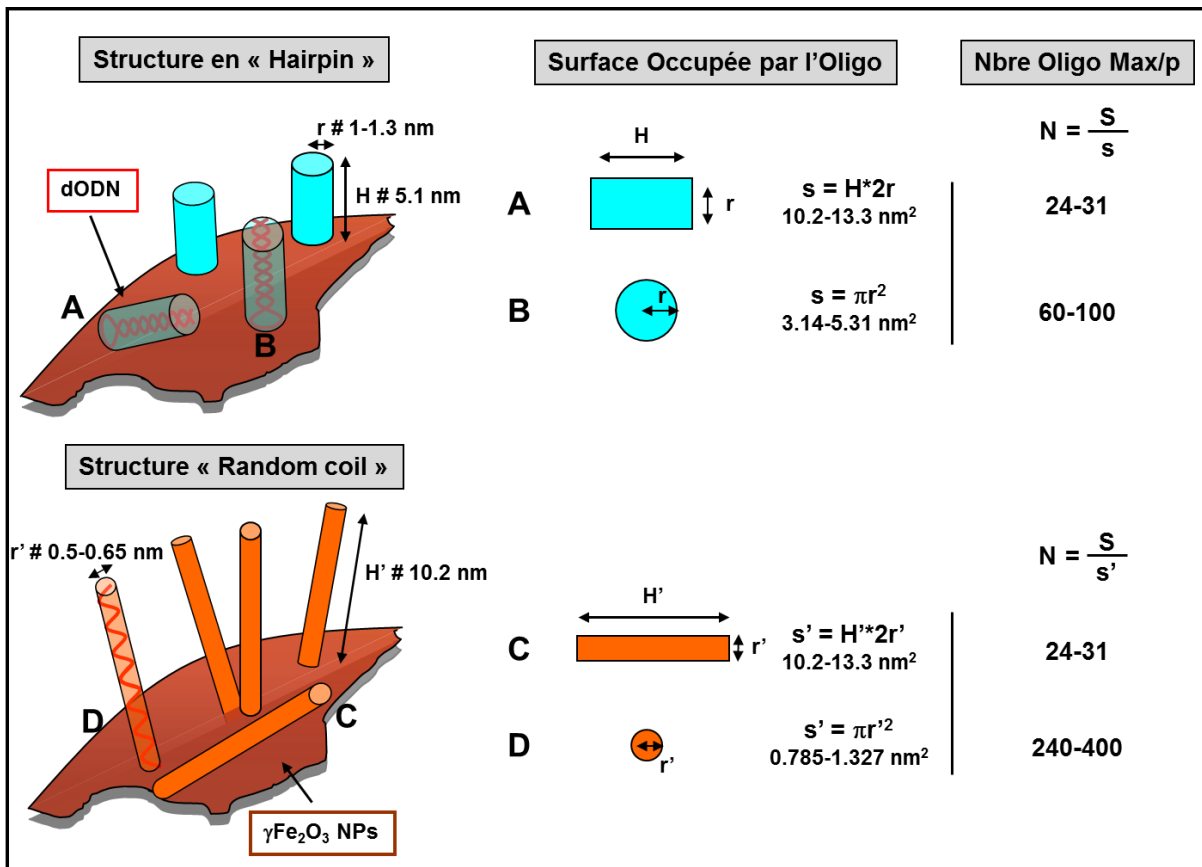 Structure en « Hairpin »
Surface Occupée par l'Oligo
Nbre Oligo Max/p
r # 1-1.3 nm
dODN
H # 5.1 nm
A
B
H
r
A
s = H*2r
10.2-13.3 nm²
N = S/s
24-31
r
B
s = πr²
3.14-5.31 nm²
60-100
Structure « Random coil »
r' # 0.5-0.65 nm
H' # 10.2 nm
D
C
γFe₂O₃ NPs
N = S/s'
H'
r'
C
s' = H'*2r'
10.2-13.3 nm²
24-31
D
r'
s' = πr'²
0.785-1.327 nm²
240-400